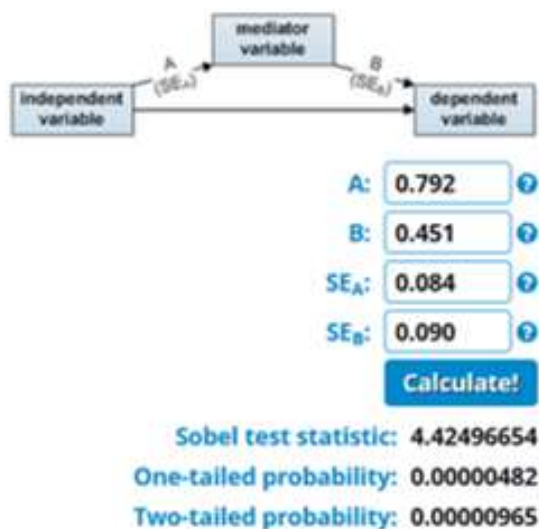 mediator
variable
A
(SEA)
B
(SEB)
independent
variable
dependent
variable
A: 0.792 ?
B: 0.451 ?
SEA: 0.084 ?
SEB: 0.090 ?
Calculate!
Sobel test statistic: 4.42496654
One-tailed probability: 0.00000482
Two-tailed probability: 0.00000965